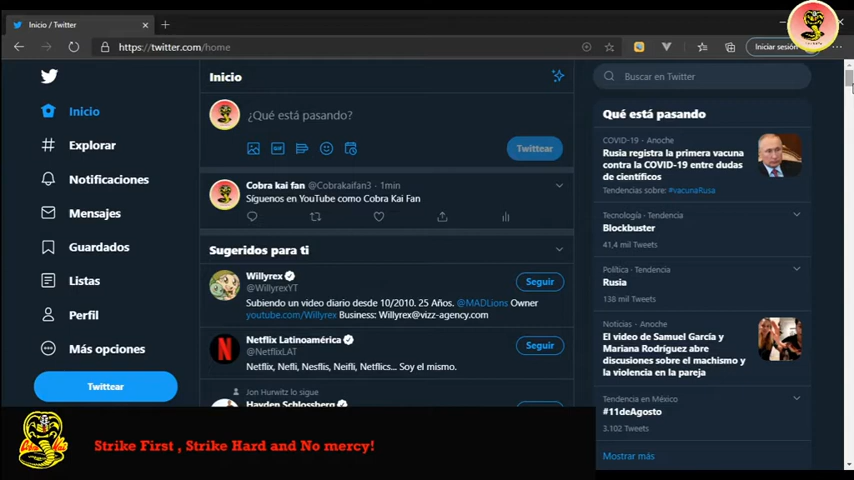 Inicio / Twitter
https://twitter.com/home
Iniciar sesión
Inicio
Explorar
Notificaciones
Mensajes
Guardados
Listas
Perfil
Más opciones
Twittear
Inicio
¿Qué está pasando?
GIF
Twittear
Cobra kai fan @Cobrakaifan3 · 1min
Síguenos en YouTube como Cobra Kai Fan
Sugeridos para ti
Willyrex
@WillyrexYT
Seguir
Subiendo un video diario desde 10/2010. 25 Años. @MADLions Owner
youtube.com/Willyrex Business: Willyrex@vizz-agency.com
Netflix Latinoamérica
@NetflixLAT
Seguir
Netflix, Nefli, Nesflis, Neifli, Netflics... Soy el mismo.
Jon Hurwitz lo sigue
Hayden Schlossberg
Buscar en Twitter
Qué está pasando
COVID-19 · Anoche
Rusia registra la primera vacuna
contra la COVID-19 entre dudas
de científicos
Tendencias sobre: #vacunaRusa
Tecnología · Tendencia
Blockbuster
41,4 mil Tweets
Política · Tendencia
Rusia
138 mil Tweets
Noticias · Anoche
El video de Samuel García y
Mariana Rodríguez abre
discusiones sobre el machismo y
la violencia en la pareja
Tendencia en México
#11deAgosto
3.102 Tweets
Mostrar más
Strike First , Strike Hard and No mercy!